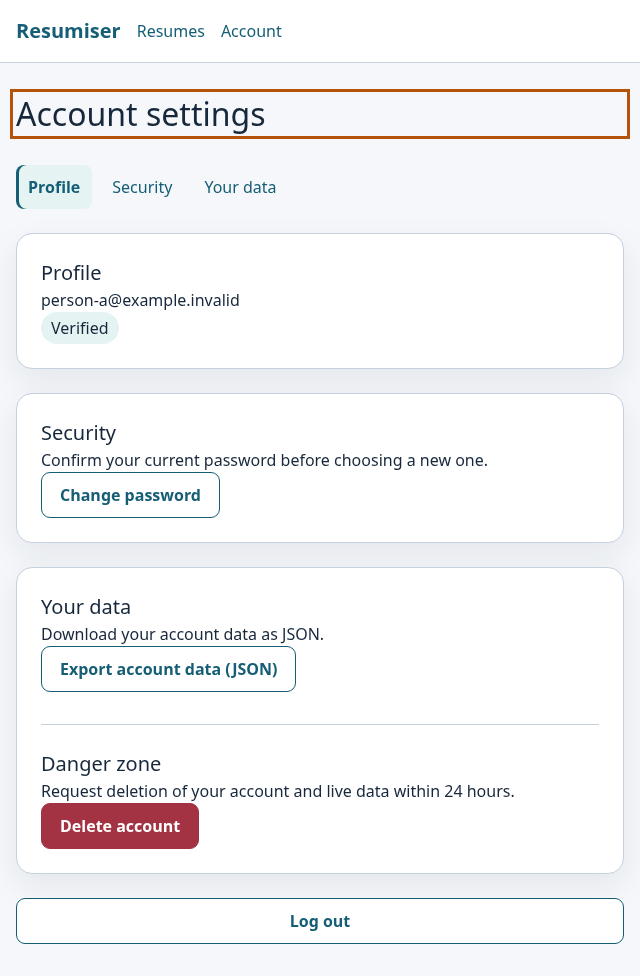 Resumiser Resumes Account
Account settings
Profile Security Your data
Profile
person-a@example.invalid
Verified
Security
Confirm your current password before choosing a new one.
Change password
Your data
Download your account data as JSON.
Export account data (JSON)
Danger zone
Request deletion of your account and live data within 24 hours.
Delete account
Log out